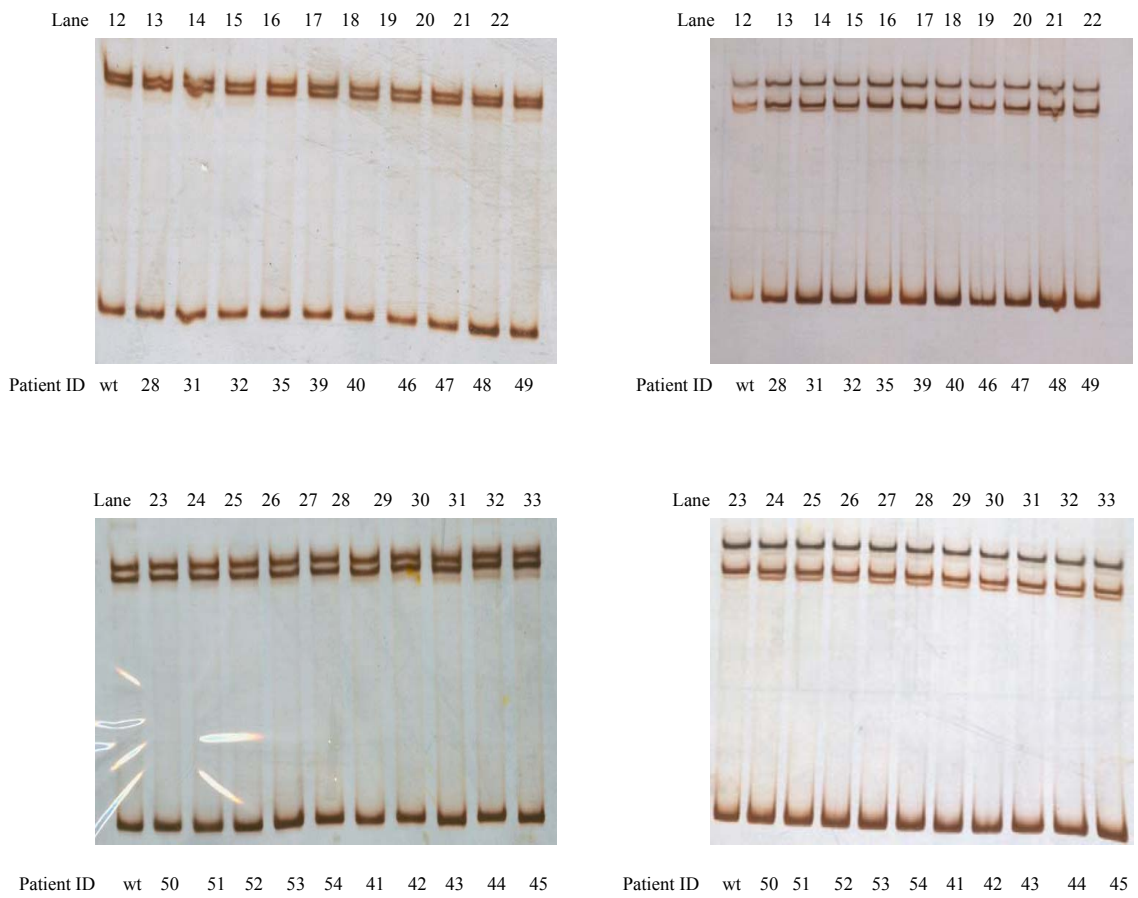 Lane 12 13 14 15 16 17 18 19 20 21 22
Patient ID wt 28 31 32 35 39 40 46 47 48 49
Lane 12 13 14 15 16 17 18 19 20 21 22
Patient ID wt 28 31 32 35 39 40 46 47 48 49
Lane 23 24 25 26 27 28 29 30 31 32 33
Patient ID wt 50 51 52 53 54 41 42 43 44 45
Lane 23 24 25 26 27 28 29 30 31 32 33
Patient ID wt 50 51 52 53 54 41 42 43 44 45